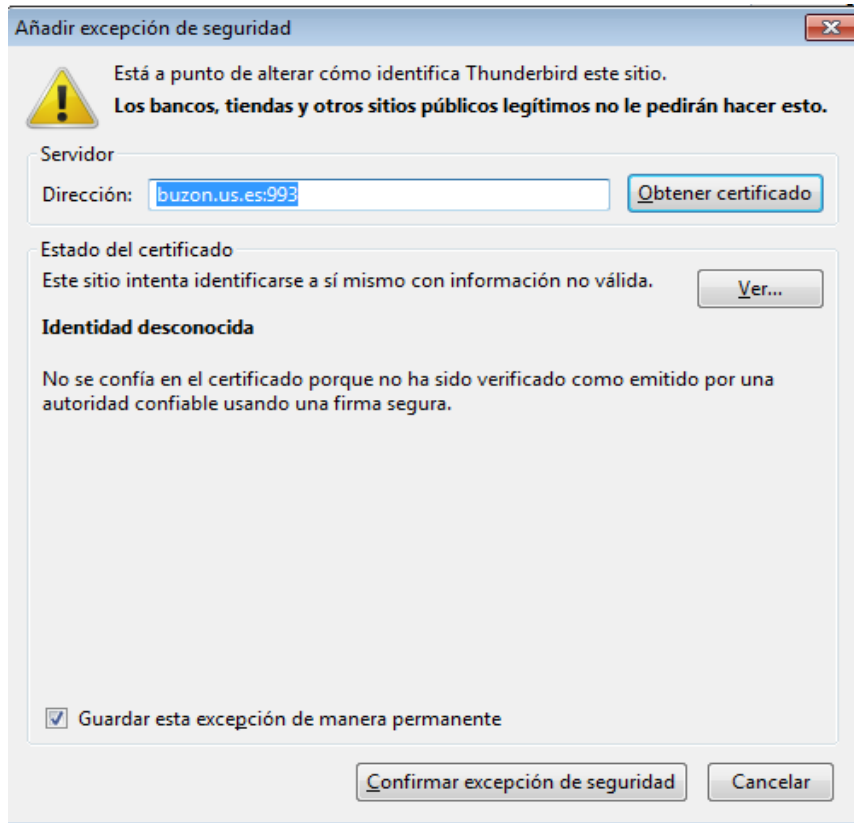 Añadir excepción de seguridad
Está a punto de alterar cómo identifica Thunderbird este sitio.
Los bancos, tiendas y otros sitios públicos legítimos no le pedirán hacer esto.
Servidor
Dirección: buzon.us.es:993 Obtener certificado
Estado del certificado
Este sitio intenta identificarse a sí mismo con información no válida. Ver...
Identidad desconocida
No se confía en el certificado porque no ha sido verificado como emitido por una
autoridad confiable usando una firma segura.
Guardar esta excepción de manera permanente
Confirmar excepción de seguridad Cancelar